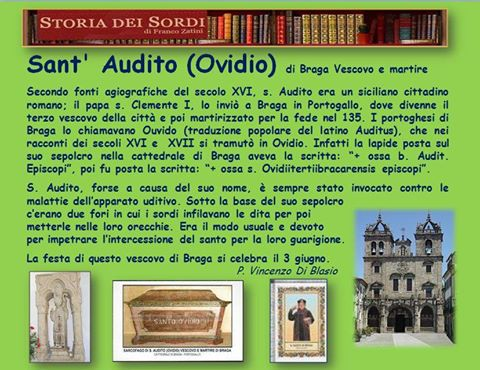 STORIA DEI SORDI
di Franco Zatini
Sant' Audito (Ovidio) di Braga Vescovo e martire
Secondo fonti agiografiche del secolo XVI, s. Audito era un siciliano cittadino
romano; il papa s. Clemente I, lo inviò a Braga in Portogallo, dove divenne il
terzo vescovo della città e poi martirizzato per la fede nel 135. I portoghesi di
Braga lo chiamavano Ouvido (traduzione popolare del latino Auditus), che nei
racconti dei secoli XVI e XVII si tramutò in Ovidio. Infatti la lapide posta sul
suo sepolcro nella cattedrale di Braga aveva la scritta: "+ ossa b. Audit.
Episcopi", poi fu posta la scritta: "+ ossa s. Ovidiitertiibracarensis episcopi".
S. Audito, forse a causa del suo nome, è sempre stato invocato contro le
malattie dell'apparato uditivo. Sotto la base del suo sepolcro
c'erano due fori in cui i sordi infilavano le dita per poi
metterle nelle loro orecchie. Era il modo usuale e devoto
per impetrare l'intercessione del santo per la loro guarigione.
La festa di questo vescovo di Braga si celebra il 3 giugno.
P. Vincenzo Di Blasio
SANTO OVIDIO
SARCOFAGO DI S. AUDITO (OVIDIO) VESCOVO E MARTIRE DI BRAGA